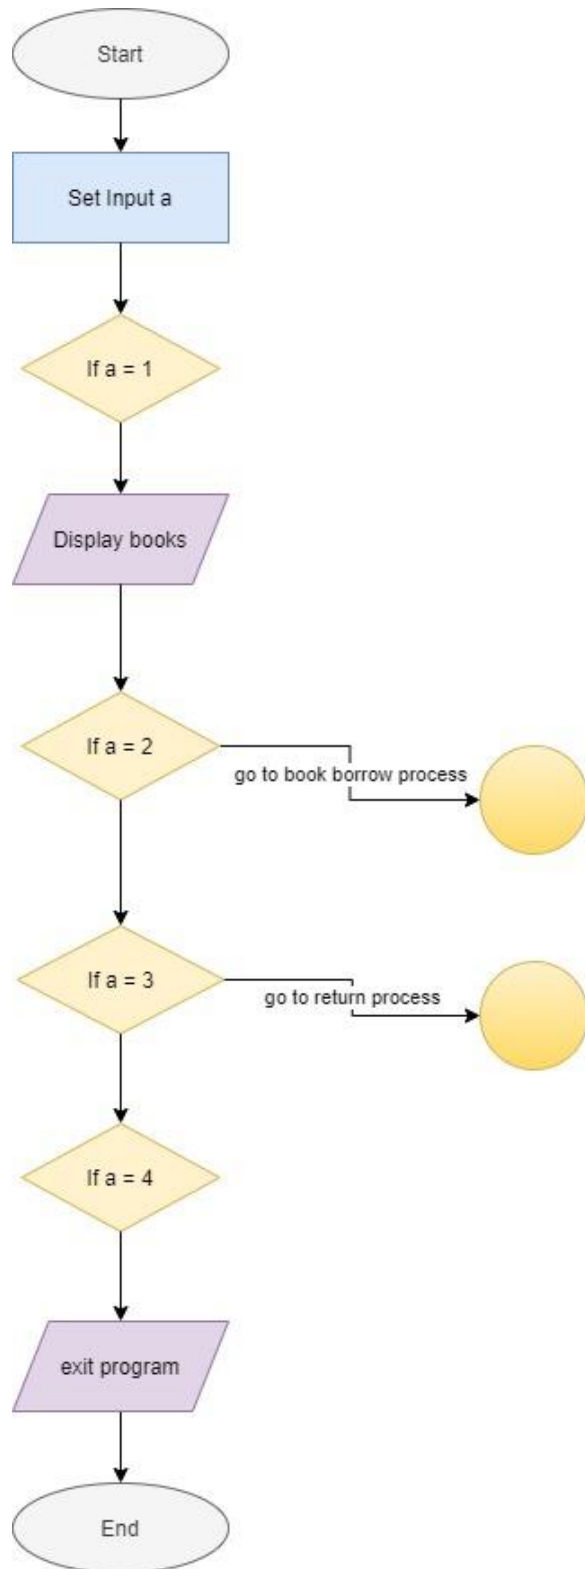 Start
Set Input a
If a = 1
Display books
If a = 2
go to book borrow process
If a = 3
go to return process
If a = 4
exit program
End